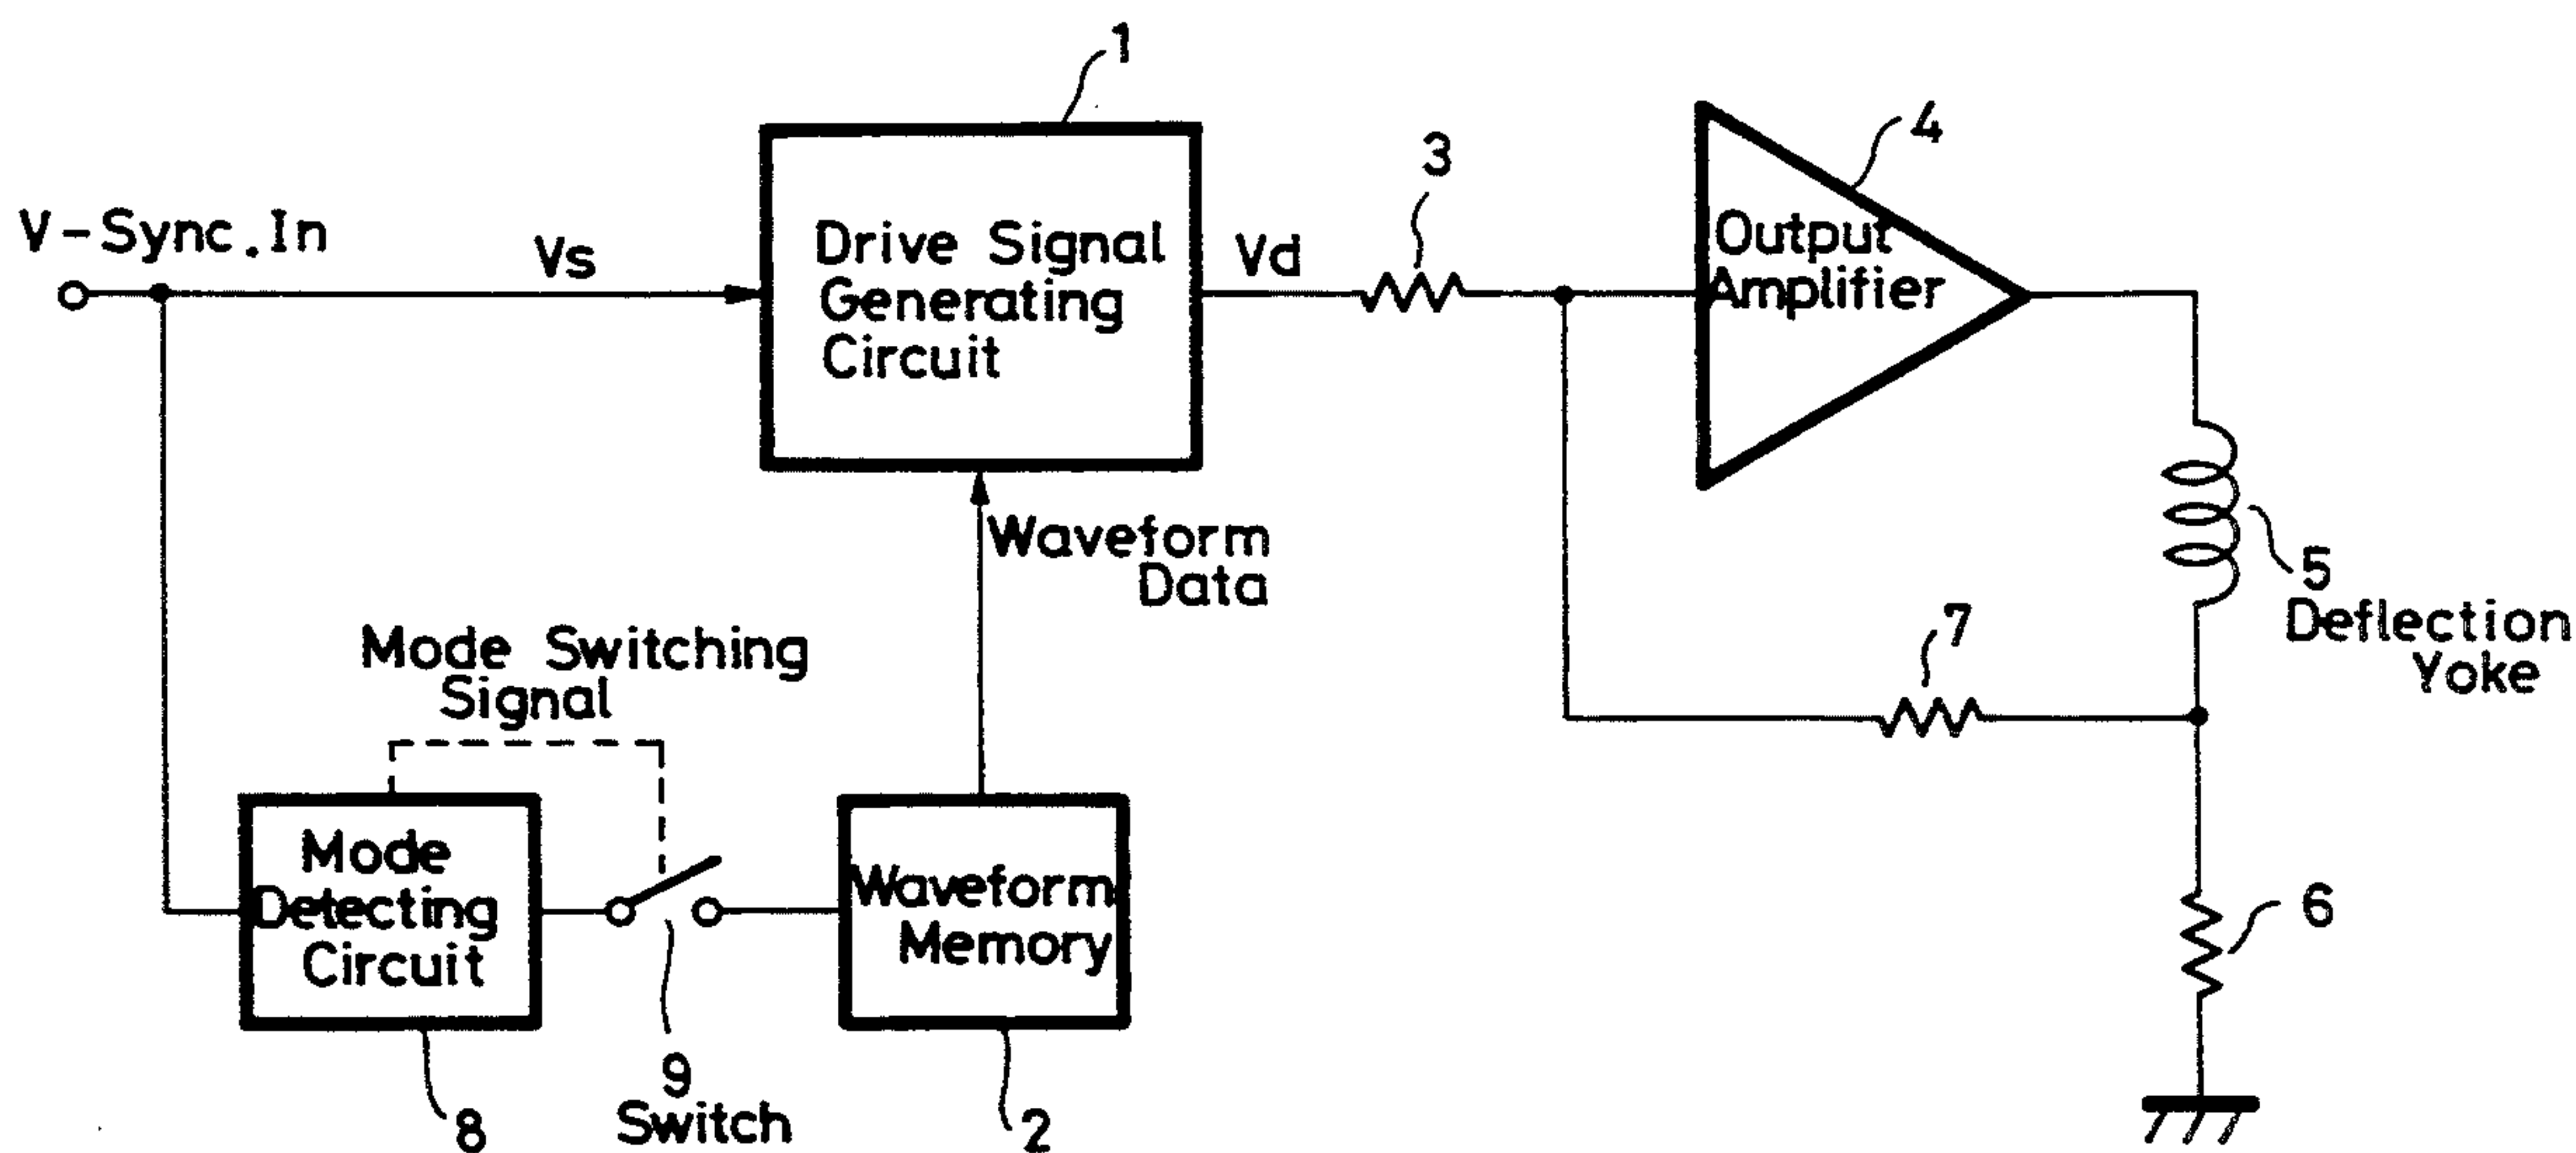 1
3
4
V-Sync.In
Vs
Drive Signal
Generating
Circuit
Vd
Output
Amplifier
Waveform
Data
5
Deflection
Yoke
7
Mode Switching
Signal
Mode
Detecting
Circuit
Waveform
Memory
6
9
Switch
8
2